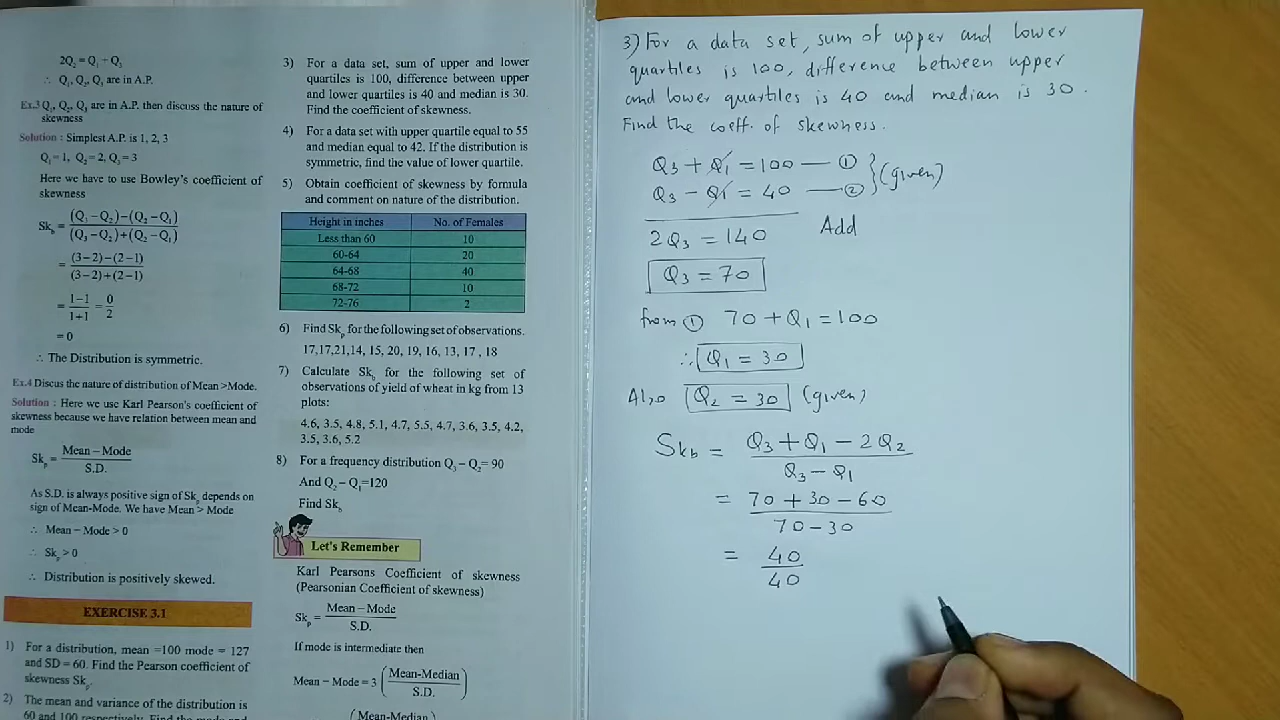 2Q₂ = Q₁ + Q₃
∴ Q₁, Q₂, Q₃ are in A.P.
Ex.3 Q₁, Q₂, Q₃ are in A.P. then discuss the nature of
skewness
Solution : Simplest A.P. is 1, 2, 3
Q₁= 1, Q₂= 2, Q₃= 3
Here we have to use Bowley's coefficient of
skewness
Sk_b = (Q₃−Q₂)−(Q₂−Q₁) / (Q₃−Q₂)+(Q₂−Q₁)
= (3−2)−(2−1) / (3−2)+(2−1)
= 1−1 / 1+1 = 0 / 2
= 0
∴ The Distribution is symmetric.
Ex.4 Discus the nature of distribution of Mean >Mode.
Solution : Here we use Karl Pearson's coefficient of
skewness because we have relation between mean and
mode
Sk_p = Mean − Mode / S.D.
As S.D. is always positive sign of Sk_p depends on
sign of Mean-Mode. We have Mean > Mode
∴ Mean − Mode > 0
∴ Sk_p > 0
∴ Distribution is positively skewed.
EXERCISE 3.1
1) For a distribution, mean =100 mode = 127
and SD = 60. Find the Pearson coefficient of
skewness Sk_p.
2) The mean and variance of the distribution is
60 and 100 respectively. Find the mode and
3) For a data set, sum of upper and lower
quartiles is 100, difference between upper
and lower quartiles is 40 and median is 30.
Find the coefficient of skewness.
4) For a data set with upper quartile equal to 55
and median equal to 42. If the distribution is
symmetric, find the value of lower quartile.
5) Obtain coefficient of skewness by formula
and comment on nature of the distribution.
Height in inches No. of Females
Less than 60 10
60-64 20
64-68 40
68-72 10
72-76 2
6) Find Sk_p for the following set of observations.
17,17,21,14, 15, 20, 19, 16, 13, 17 , 18
7) Calculate Sk_b for the following set of
observations of yield of wheat in kg from 13
plots:
4.6, 3.5, 4.8, 5.1, 4.7, 5.5, 4.7, 3.6, 3.5, 4.2,
3.5, 3.6, 5.2
8) For a frequency distribution Q₃ − Q₂= 90
And Q₂ − Q₁=120
Find Sk_b
Let's Remember
Karl Pearsons Coefficient of skewness
(Pearsonian Coefficient of skewness)
Sk_p = Mean − Mode / S.D.
If mode is intermediate then
Mean − Mode = 3 (Mean-Median / S.D.)
(Mean-Median
3) For a data set, sum of upper and lower
quartiles is 100, difference between upper
and lower quartiles is 40 and median is 30.
Find the coeff. of skewness.
Q₃ + Q₁ = 100 — ① } (given)
Q₃ − Q₁ = 40 — ②
2Q₃ = 140 Add
Q₃ = 70
from ① 70 + Q₁ = 100
∴ Q₁ = 30
Also Q₂ = 30 (given)
Sk_b = Q₃ + Q₁ − 2Q₂ / Q₃ − Q₁
= 70 + 30 − 60 / 70 − 30
= 40 / 40